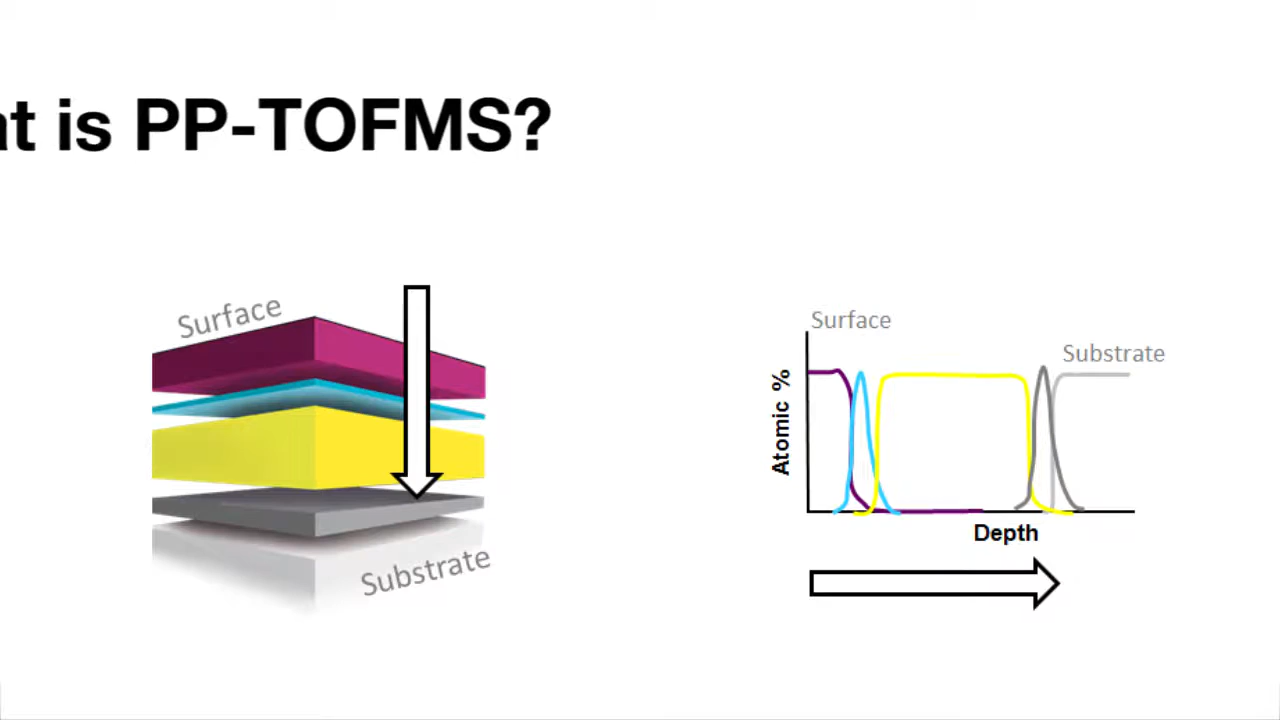 at is PP-TOFMS?
Surface
Substrate
Surface
Substrate
Atomic %
Depth